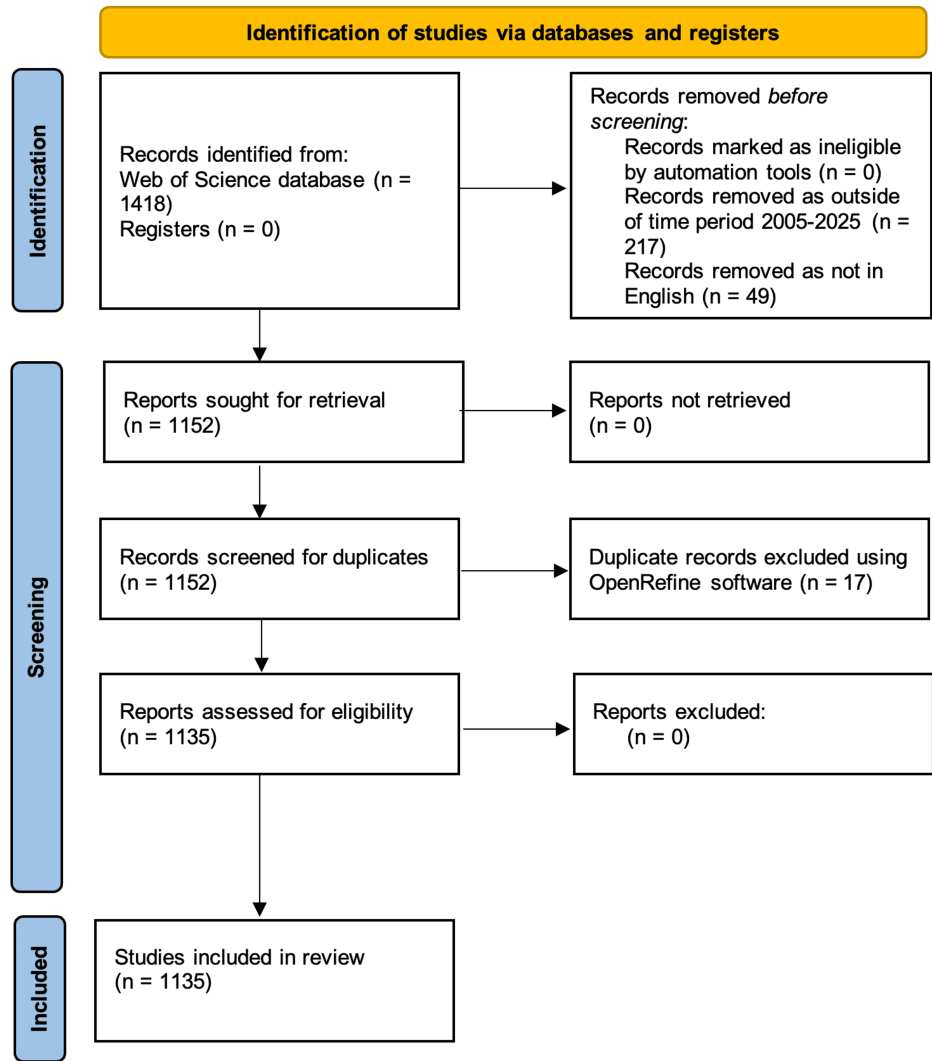 Identification of studies via databases and registers
Identification
Records identified from:
Web of Science database (n =
1418)
Registers (n = 0)
Records removed before
screening:
Records marked as ineligible
by automation tools (n = 0)
Records removed as outside
of time period 2005-2025 (n =
217)
Records removed as not in
English (n = 49)
Screening
Reports sought for retrieval
(n = 1152)
Reports not retrieved
(n = 0)
Records screened for duplicates
(n = 1152)
Duplicate records excluded using
OpenRefine software (n = 17)
Reports assessed for eligibility
(n = 1135)
Reports excluded:
(n = 0)
Included
Studies included in review
(n = 1135)